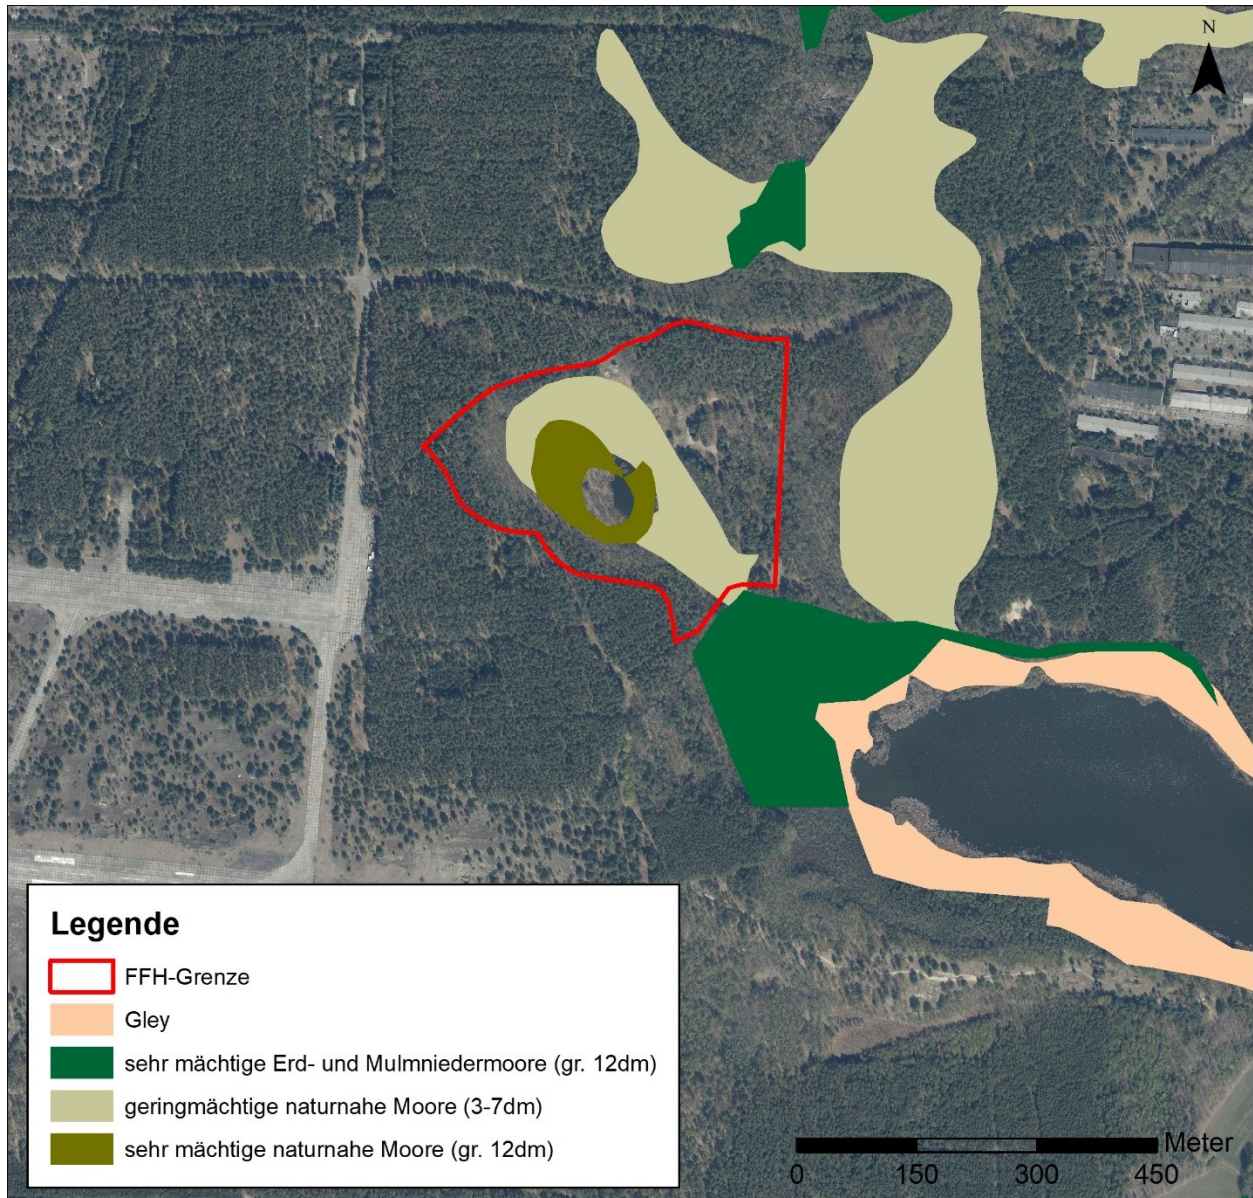 N
Legende
FFH-Grenze
Gley
sehr mächtige Erd- und Mulmniedermoore (gr. 12dm)
geringmächtige naturnahe Moore (3-7dm)
sehr mächtige naturnahe Moore (gr. 12dm)
Meter
0 150 300 450